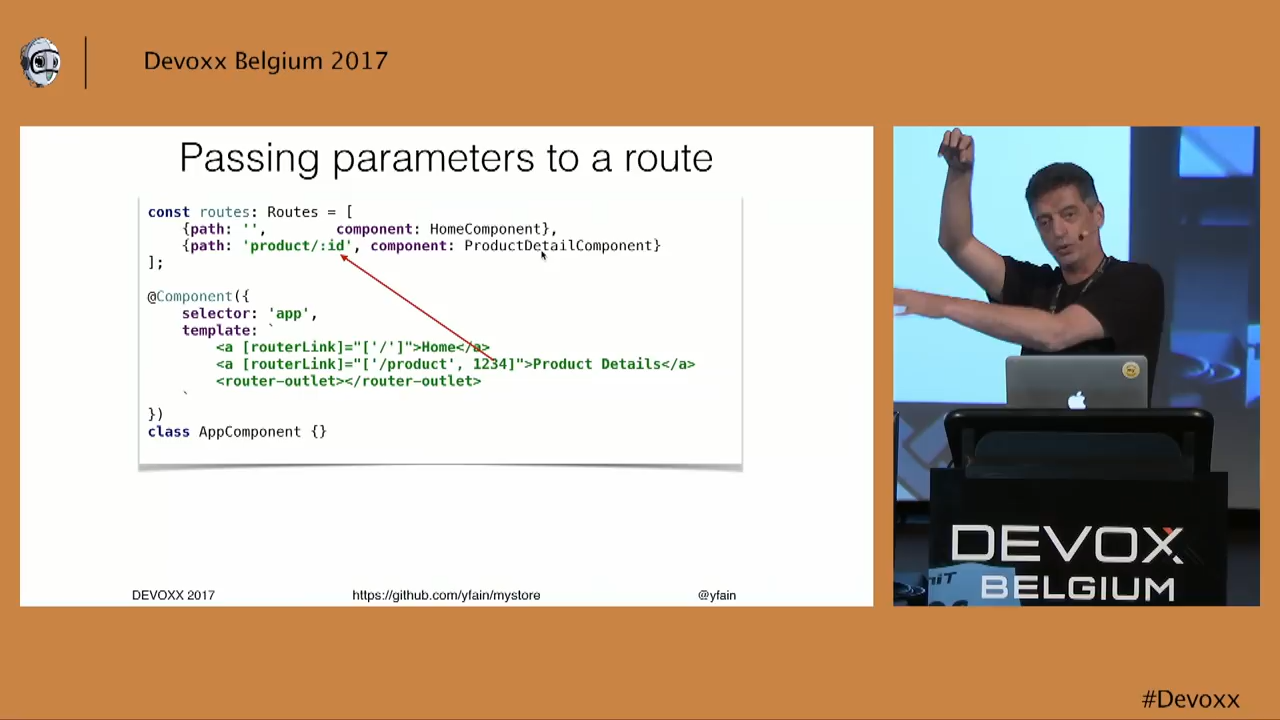 Devoxx Belgium 2017
Passing parameters to a route
const routes: Routes = [
    {path: '',        component: HomeComponent},
    {path: 'product/:id', component: ProductDetailComponent}
];
@Component({
    selector: 'app',
    template: `
        <a [routerLink]="['/']">Home</a>
        <a [routerLink]="['/product', 1234]">Product Details</a>
        <router-outlet></router-outlet>
    `
})
class AppComponent {}
DEVOXX 2017
https://github.com/yfain/mystore
@yfain
DEVOX
BELGIUM
#Devoxx